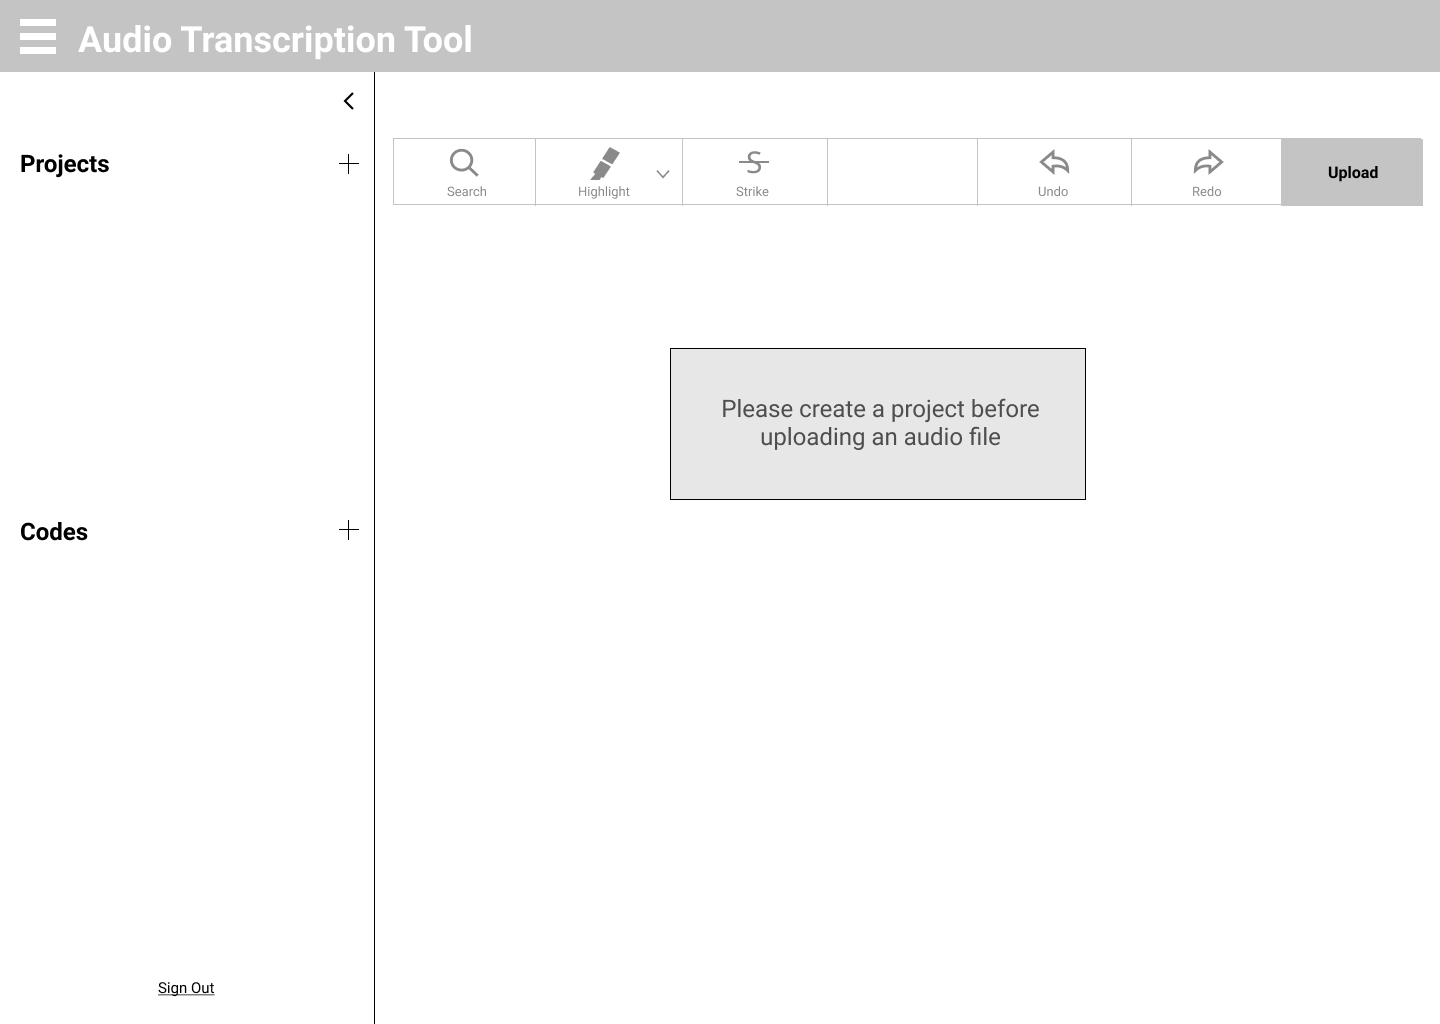 Audio Transcription Tool
Projects
Search
Highlight
Strike
Undo
Redo
Upload
Please create a project before
uploading an audio file
Codes
Sign Out